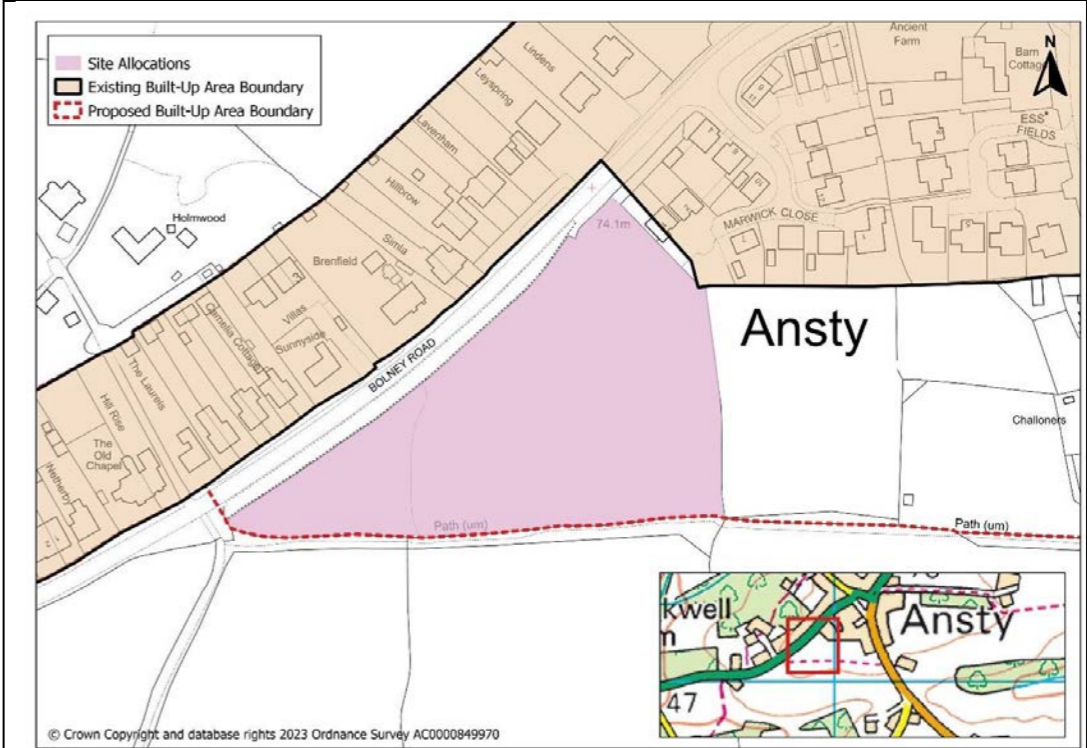 Site Allocations
Existing Built-Up Area Boundary
Proposed Built-Up Area Boundary
Lindens
Leyspring
Lavenham
Hillbrow
Simla
Brenfield
Villas
Sunnyside
Camelia Cottage
The Laurels
Hill Rise
The
Old
Chapel
Netherby
Holmwood
BOLNEY ROAD
74.1m
Ancient
Farm
Barn
Cottage
N
ESS
FIELDS
MARWICK CLOSE
Ansty
Challoners
Path (um)
Path (um)
kwell
Ansty
47
© Crown Copyright and database rights 2023 Ordnance Survey AC0000849970